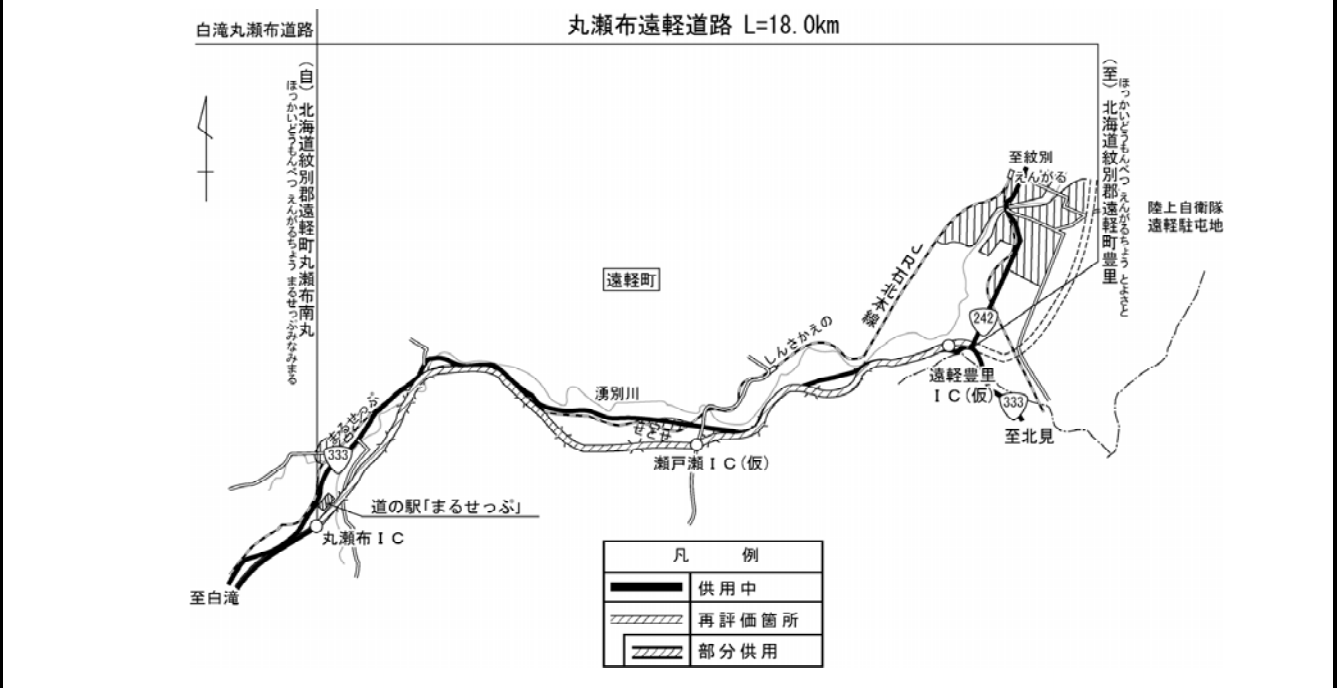 白滝丸瀬布道路
丸瀬布遠軽道路 L=18.0km
(自)北海道紋別郡遠軽町丸瀬布南丸
ほっかいどうもんべつ えんがるちょう まるせっぷみなみまる
(至)北海道紋別郡遠軽町豊里
ほっかいどうもんべつ えんがるちょう とよさと
至紋別
えんがる
陸上自衛隊
遠軽駐屯地
JR石北本線
遠軽町
242
しんさかえの
遠軽豊里
IC(仮)
333
至北見
湧別川
せとせ
瀬戸瀬IC(仮)
まるせっぷ
333
道の駅「まるせっぷ」
丸瀬布IC
至白滝
凡 例
供用中
再評価箇所
部分供用